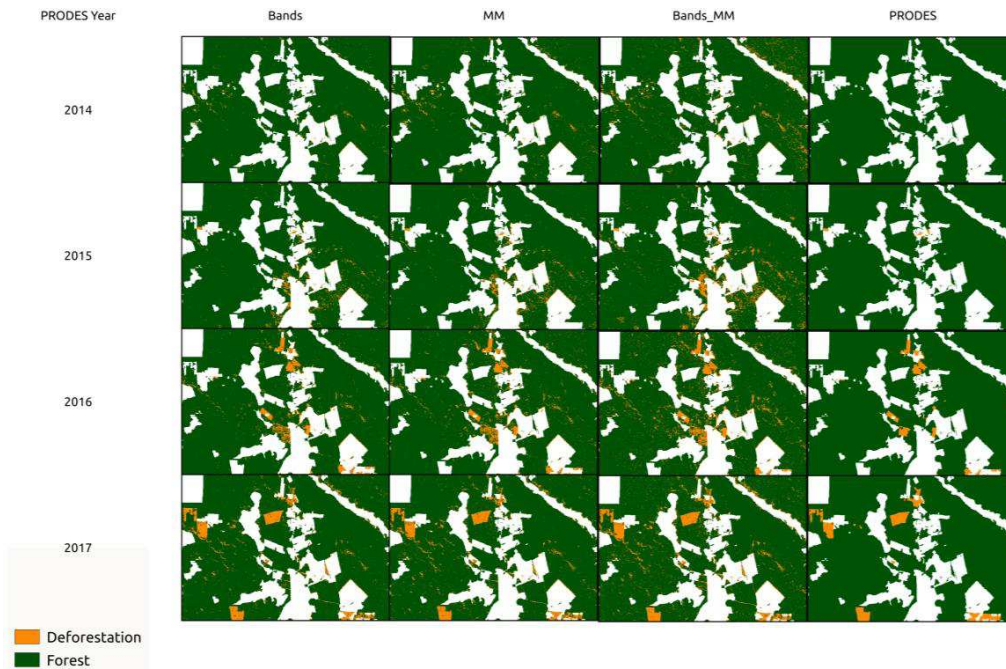 PRODES Year Bands MM Bands_MM PRODES
2014
2015
2016
2017
Deforestation
Forest